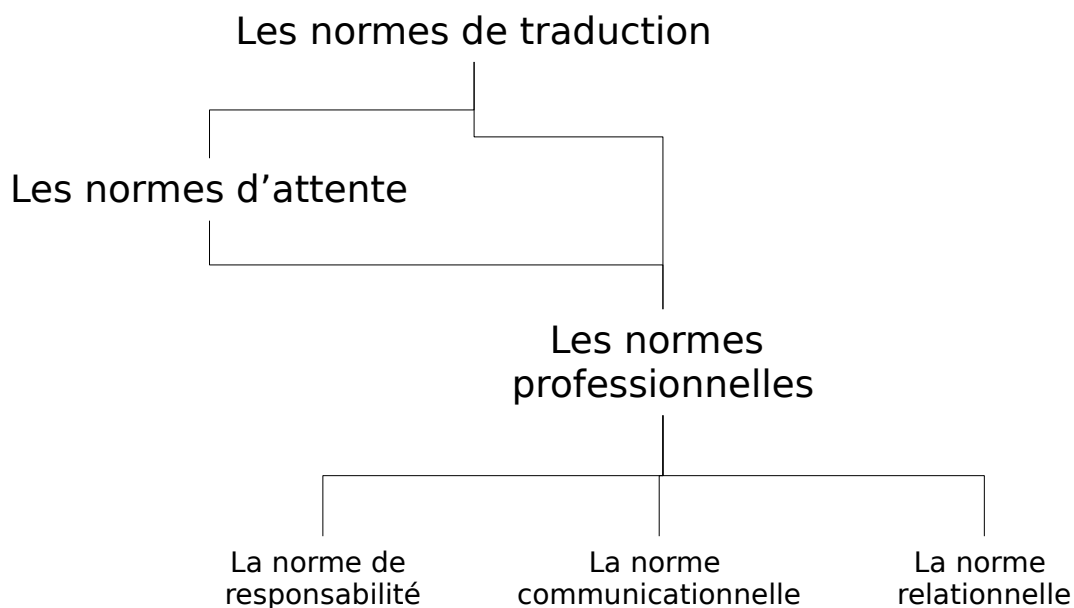 Les normes de traduction
Les normes d’attente
Les normes
professionnelles
La norme de
responsabilité
La norme
communicationnelle
La norme
relationnelle